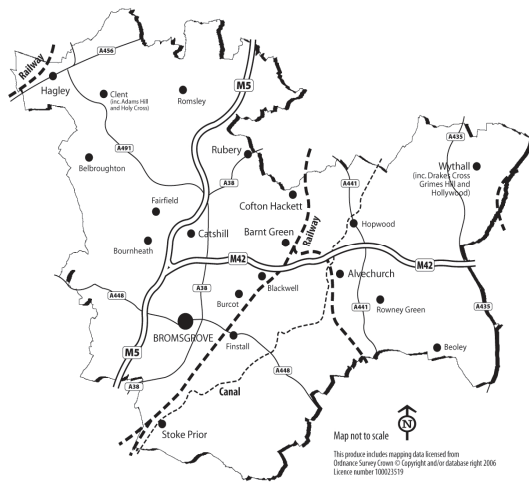 A456
Railway
Hagley
Clent
(inc. Adams Hill
and Holy Cross)
Romsley
M5
A435
A491
Rubery
Wythall
(inc. Drakes Cross
Grimes Hill and
Hollywood)
Belbroughton
A38
A441
Cofton Hackett
Fairfield
Hopwood
Catshill
Barnt Green
Railway
Bournheath
M42
M42
Alvechurch
Blackwell
A38
A448
Burcot
A441
Rowney Green
A435
BROMSGROVE
Finstall
Beoley
M5
A448
A38
Canal
Stoke Prior
Map not to scale
N
This produce includes mapping data licensed from
Ordnance Survey Crown © Copyright and/or database right 2006
Licence number 100023519